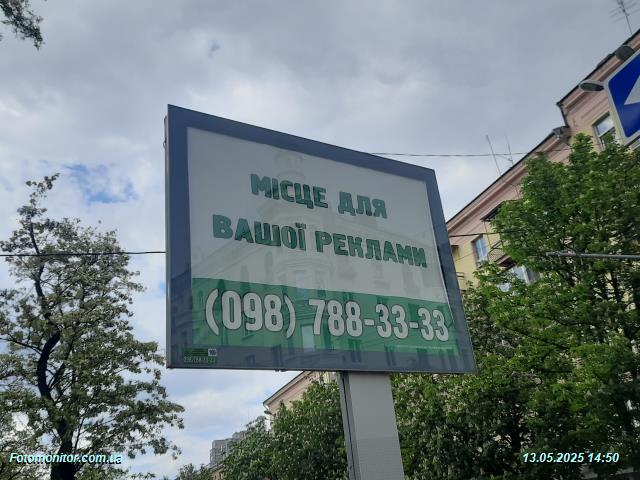 МІСЦЕ ДЛЯ
ВАШОЇ РЕКЛАМИ
(098) 788-33-33
Fotomonitor.com.ua
13.05.2025 14:50